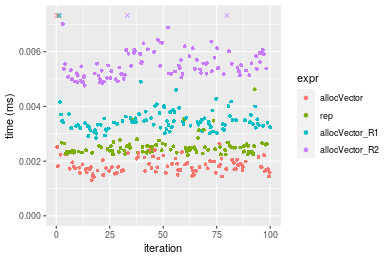 0.006
0.004
0.002
0.000
time (ms)
0
25
50
75
100
iteration
expr
allocVector
rep
allocVector_R1
allocVector_R2